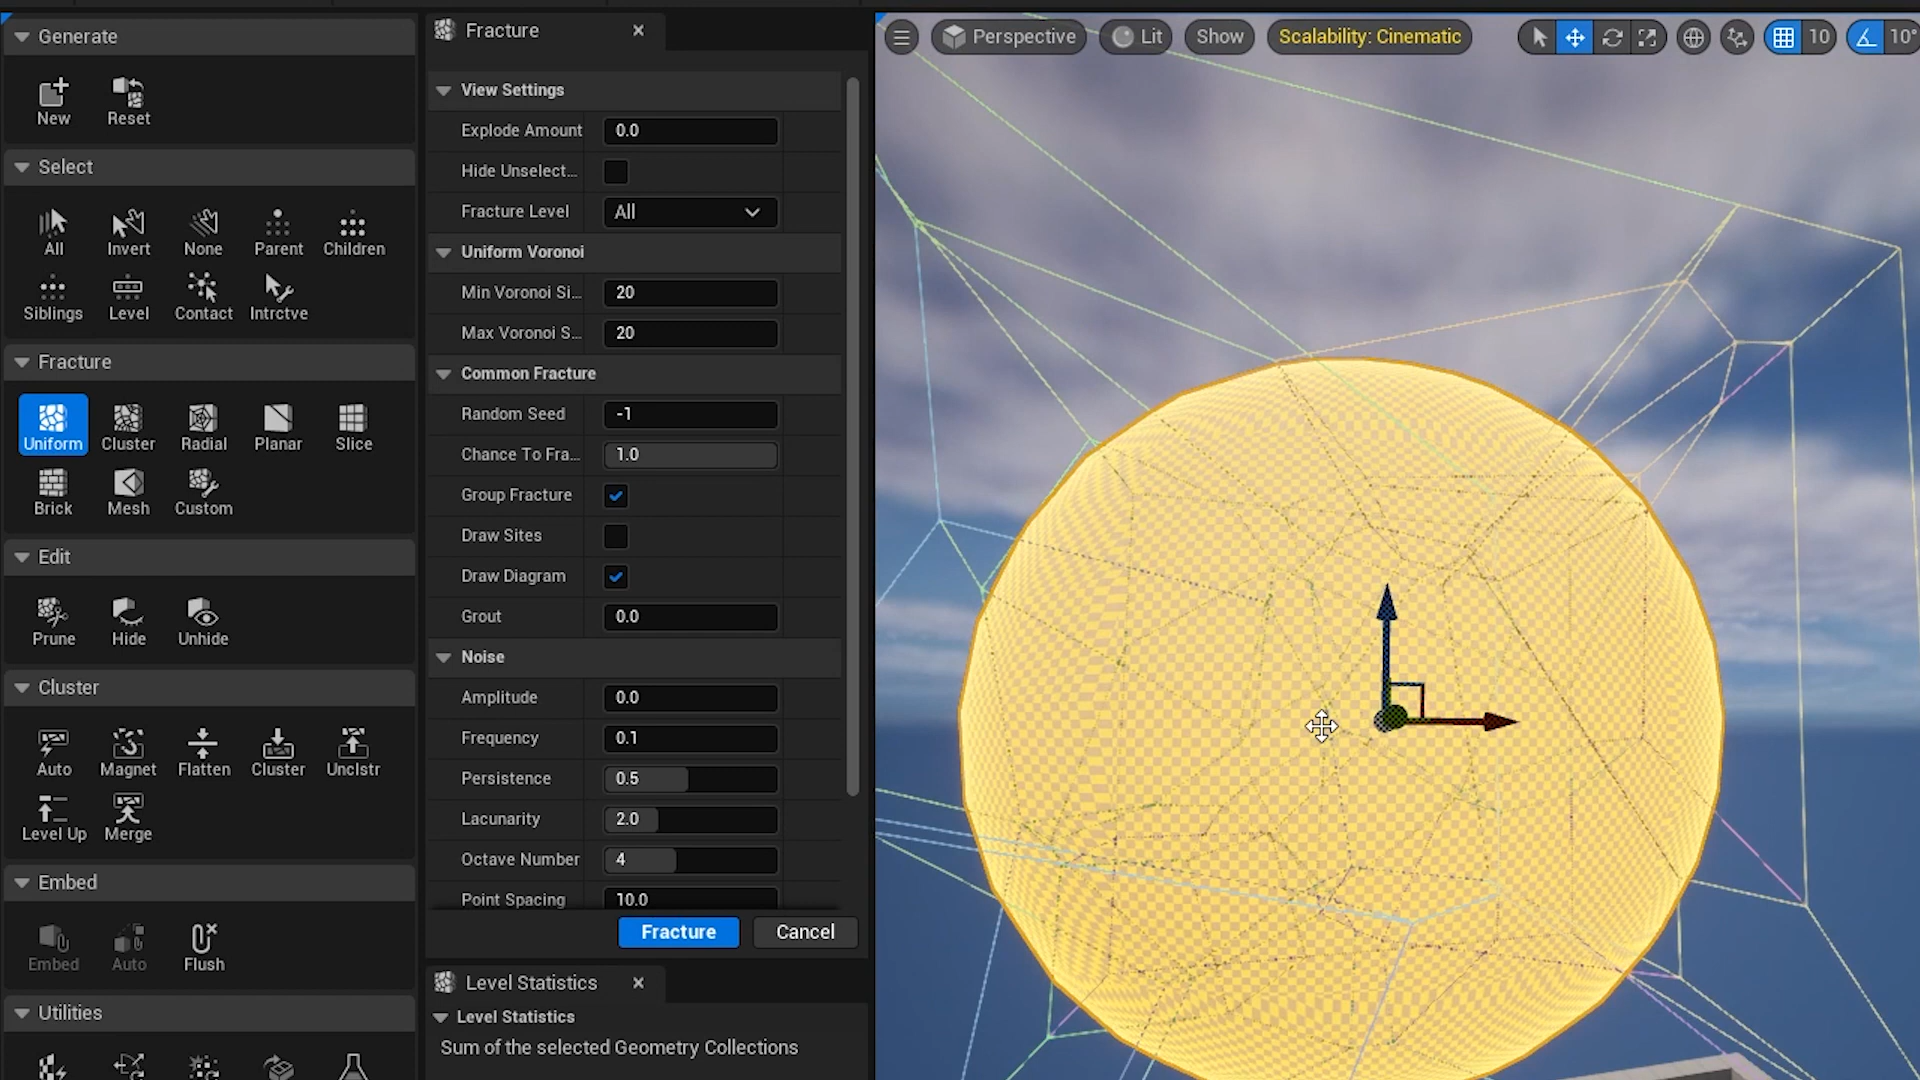 Generate
New
Reset
Select
All
Invert
None
Parent
Children
Siblings
Level
Contact
Intrctve
Fracture
Uniform
Cluster
Radial
Planar
Slice
Brick
Mesh
Custom
Edit
Prune
Hide
Unhide
Cluster
Auto
Magnet
Flatten
Cluster
Unclstr
Level Up
Merge
Embed
Embed
Auto
Flush
Utilities
Fracture
View Settings
Explode Amount 0.0
Hide Unselect...
Fracture Level All
Uniform Voronoi
Min Voronoi Si... 20
Max Voronoi S... 20
Common Fracture
Random Seed -1
Chance To Fra... 1.0
Group Fracture
Draw Sites
Draw Diagram
Grout 0.0
Noise
Amplitude 0.0
Frequency 0.1
Persistence 0.5
Lacunarity 2.0
Octave Number 4
Point Spacing 10.0
Fracture
Cancel
Level Statistics
Level Statistics
Sum of the selected Geometry Collections
Perspective
Lit
Show
Scalability: Cinematic
10
10°